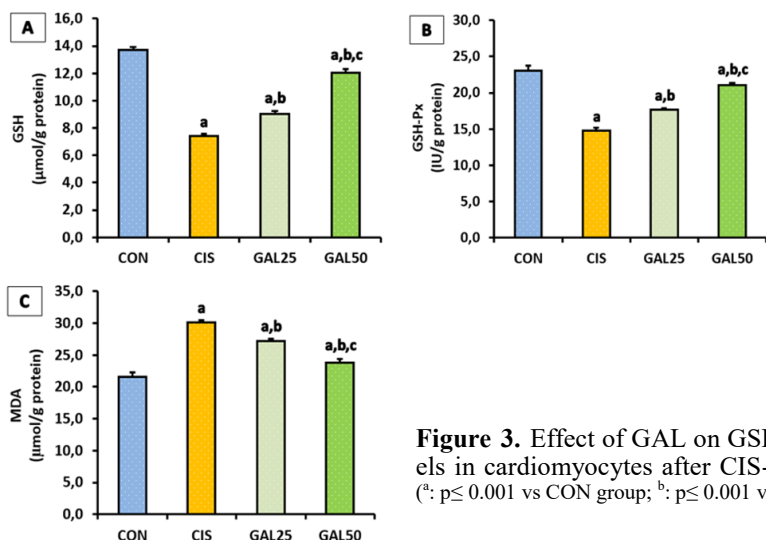 A
GSH
(μmol/g protein)
16,0
14,0
12,0
10,0
8,0
6,0
4,0
2,0
0,0
a
a,b
a,b,c
CON CIS GAL25 GAL50
B
GSH-Px
(IU/g protein)
30,0
25,0
20,0
15,0
10,0
5,0
0,0
a
a,b
a,b,c
CON CIS GAL25 GAL50
C
MDA
(μmol/g protein)
35,0
30,0
25,0
20,0
15,0
10,0
5,0
0,0
a
a,b
a,b,c
CON CIS GAL25 GAL50
Figure 3. Effect of GAL on GSH
els in cardiomyocytes after CIS-
(a: p≤ 0.001 vs CON group; b: p≤ 0.001 v